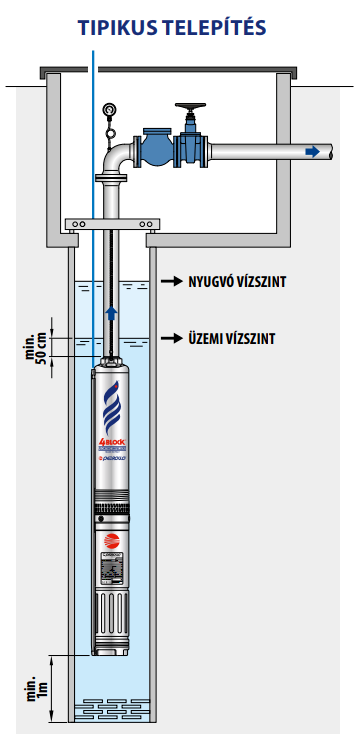 TIPIKUS TELEPÍTÉS
NYUGVÓ VÍZSZINT
ÜZEMI VÍZSZINT
min.
50 cm
4BLOCK
PEDROLLO
min.
1m